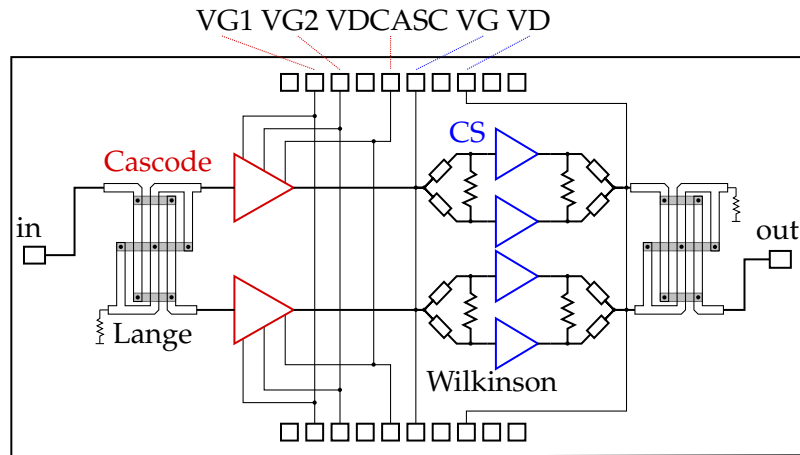 VG1 VG2 VDCASC VG VD
CS
Cascode
in
out
Lange
Wilkinson